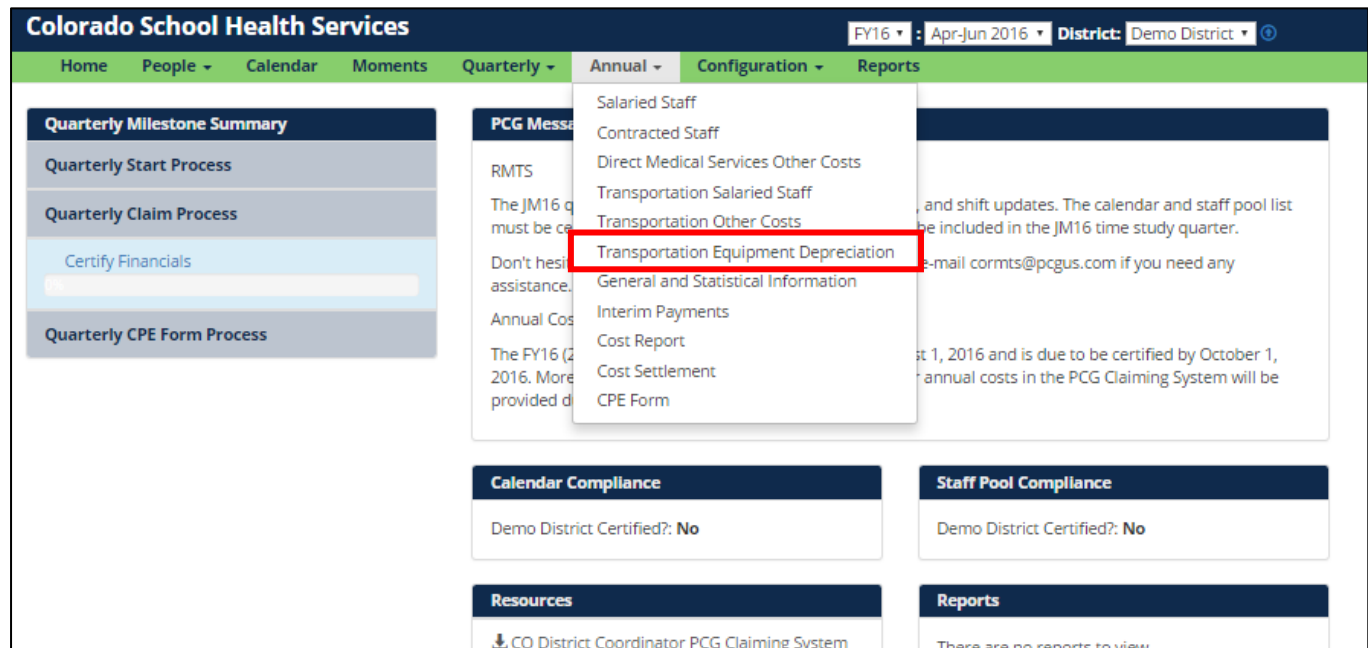 Colorado School Health Services
FY16 : Apr-Jun 2016 District: Demo District
Home People Calendar Moments Quarterly Annual Configuration Reports
Quarterly Milestone Summary
Quarterly Start Process
Quarterly Claim Process
Certify Financials
0%
Quarterly CPE Form Process
Salaried Staff
Contracted Staff
Direct Medical Services Other Costs
Transportation Salaried Staff
Transportation Other Costs
Transportation Equipment Depreciation
General and Statistical Information
Interim Payments
Cost Report
Cost Settlement
CPE Form
PCG Messa
RMTS
The JM16 q , and shift updates. The calendar and staff pool list
must be ce be included in the JM16 time study quarter.
Don't hesit e-mail cormts@pcgus.com if you need any
assistance.
Annual Cos
The FY16 (2 st 1, 2016 and is due to be certified by October 1,
2016. More r annual costs in the PCG Claiming System will be
provided d
Calendar Compliance
Demo District Certified?: No
Staff Pool Compliance
Demo District Certified?: No
Resources
CO District Coordinator PCG Claiming System
Reports
There are no reports to view